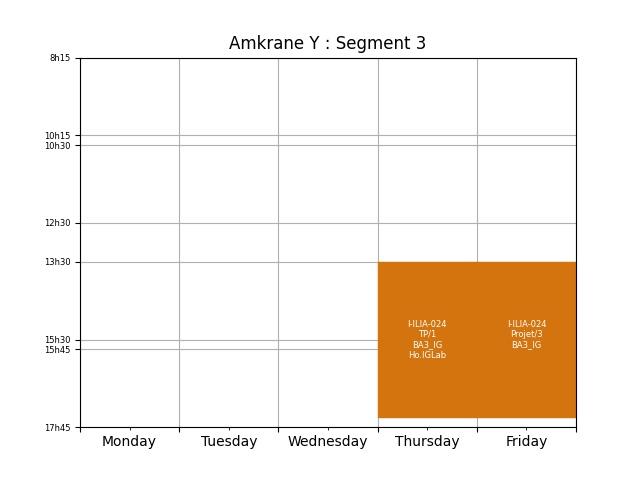 Amkrane Y : Segment 3
8h15
10h15
10h30
12h30
13h30
15h30
15h45
17h45
I-ILIA-024
TP/1
BA3_IG
Ho.IGLab
I-ILIA-024
Projet/3
BA3_IG
Monday
Tuesday
Wednesday
Thursday
Friday